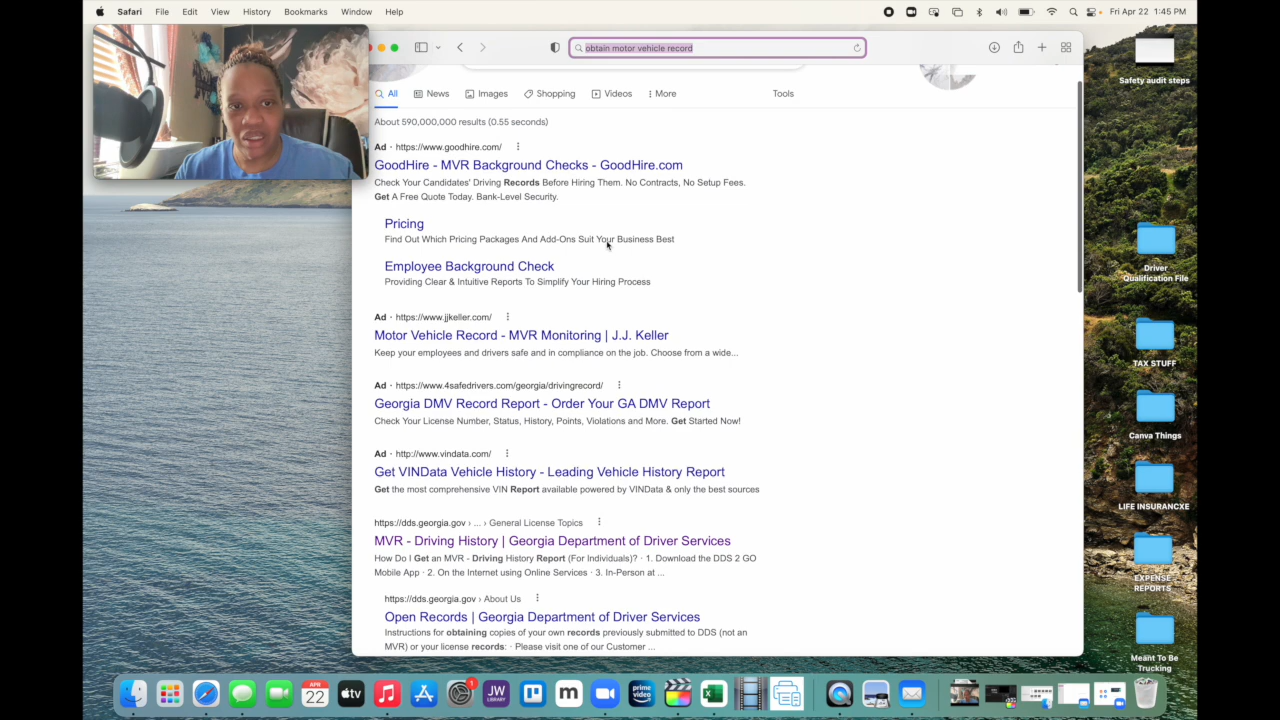 Safari File Edit View History Bookmarks Window Help Fri Apr 22 1:45 PM
obtain motor vehicle record
All News Images Shopping Videos More Tools
About 590,000,000 results (0.55 seconds)
Ad · https://www.goodhire.com/
GoodHire - MVR Background Checks - GoodHire.com
Check Your Candidates' Driving Records Before Hiring Them. No Contracts, No Setup Fees.
Get A Free Quote Today. Bank-Level Security.
Pricing
Find Out Which Pricing Packages And Add-Ons Suit Your Business Best
Employee Background Check
Providing Clear & Intuitive Reports To Simplify Your Hiring Process
Ad · https://www.jjkeller.com/
Motor Vehicle Record - MVR Monitoring | J.J. Keller
Keep your employees and drivers safe and in compliance on the job. Choose from a wide...
Ad · https://www.4safedrivers.com/georgia/drivingrecord/
Georgia DMV Record Report - Order Your GA DMV Report
Check Your License Number, Status, History, Points, Violations and More. Get Started Now!
Ad · http://www.vindata.com/
Get VINData Vehicle History - Leading Vehicle History Report
Get the most comprehensive VIN Report available powered by VINData & only the best sources
https://dds.georgia.gov › ... › General License Topics
MVR - Driving History | Georgia Department of Driver Services
How Do I Get an MVR - Driving History Report (For Individuals)? · 1. Download the DDS 2 GO
Mobile App · 2. On the Internet using Online Services · 3. In-Person at ...
https://dds.georgia.gov › About Us
Open Records | Georgia Department of Driver Services
Instructions for obtaining copies of your own records previously submitted to DDS (not an
MVR) or your license records: · Please visit one of our Customer ...
Safety audit steps
Driver
Qualification File
TAX STUFF
Canva Things
LIFE INSURANCXE
EXPENSE
REPORTS
Meant To Be
Trucking
APR
22
tv
JW
LIBRARY
m
prime
video
X